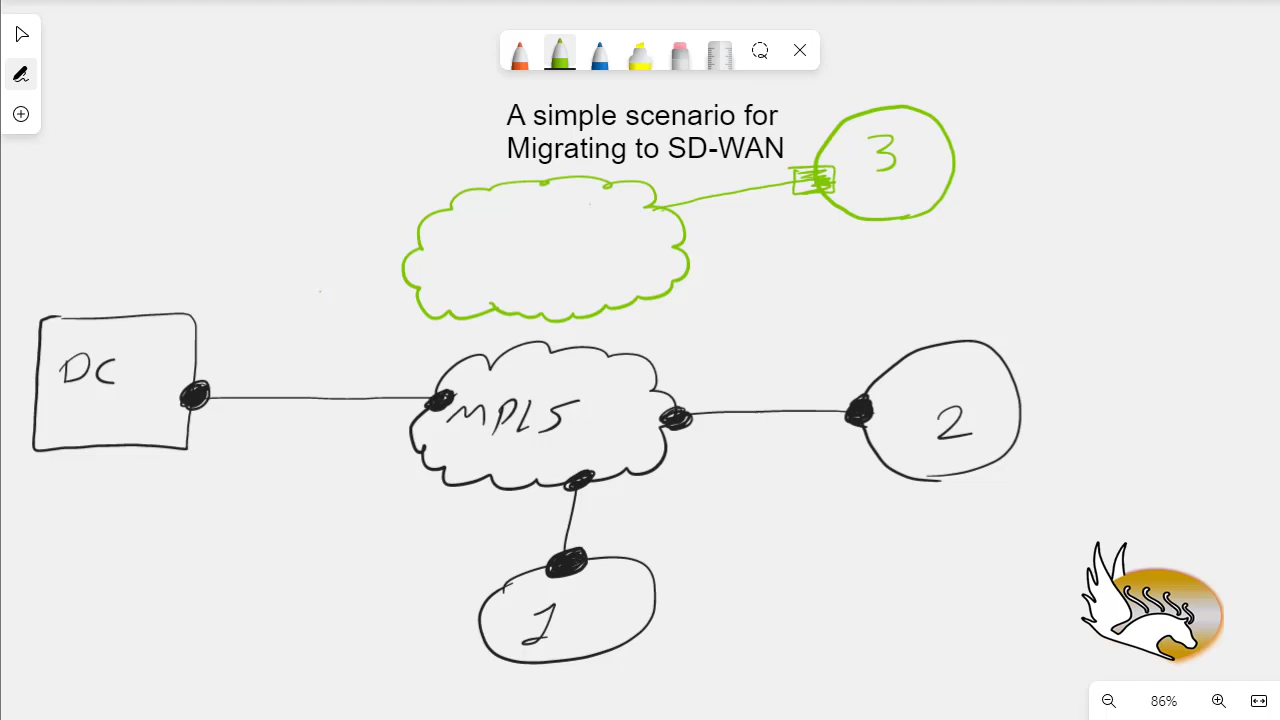 A simple scenario for
Migrating to SD-WAN
3
DC
MPLS
2
1
86%